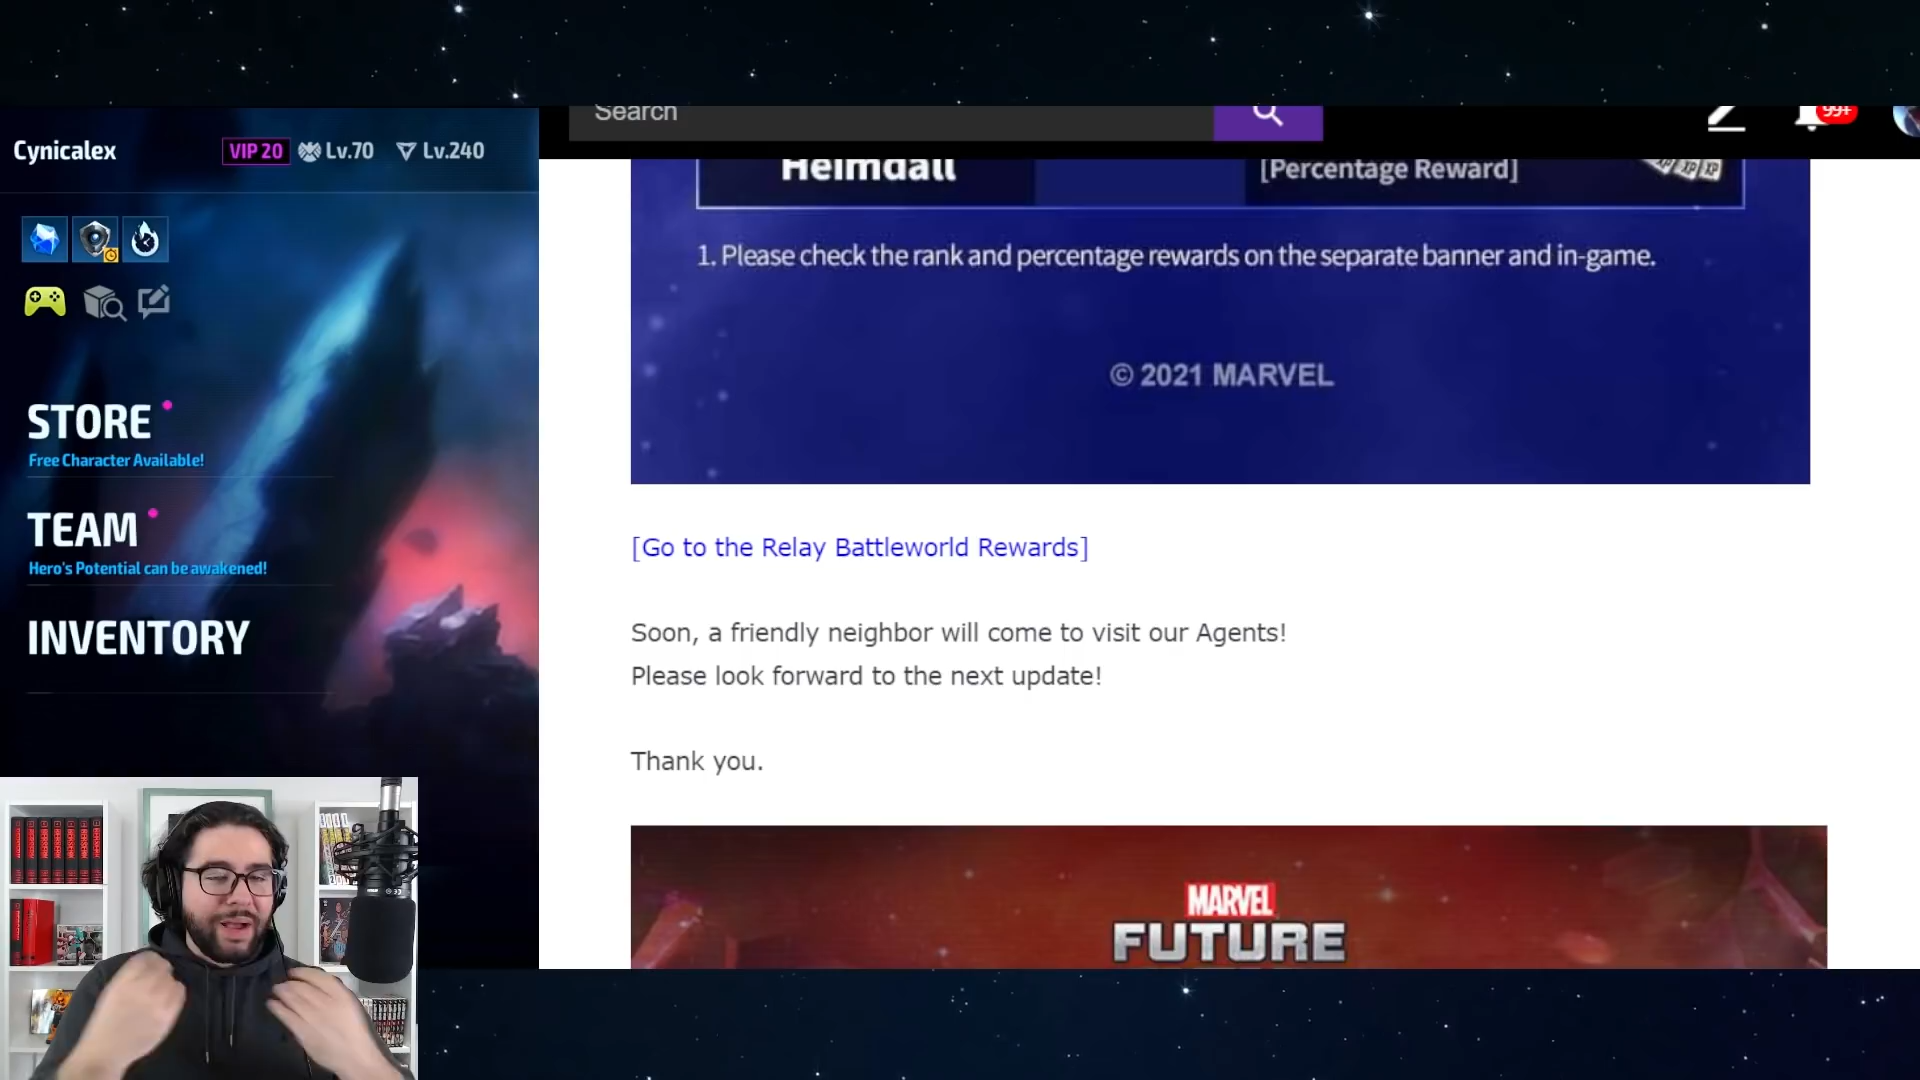 Search
99+
Cynicalex
VIP 20
Lv.70
Lv.240
STORE
Free Character Available!
TEAM
Hero's Potential can be awakened!
INVENTORY
Heimdall
[Percentage Reward]
XP XP
1. Please check the rank and percentage rewards on the separate banner and in-game.
© 2021 MARVEL
[Go to the Relay Battleworld Rewards]
Soon, a friendly neighbor will come to visit our Agents!
Please look forward to the next update!
Thank you.
MARVEL
FUTURE